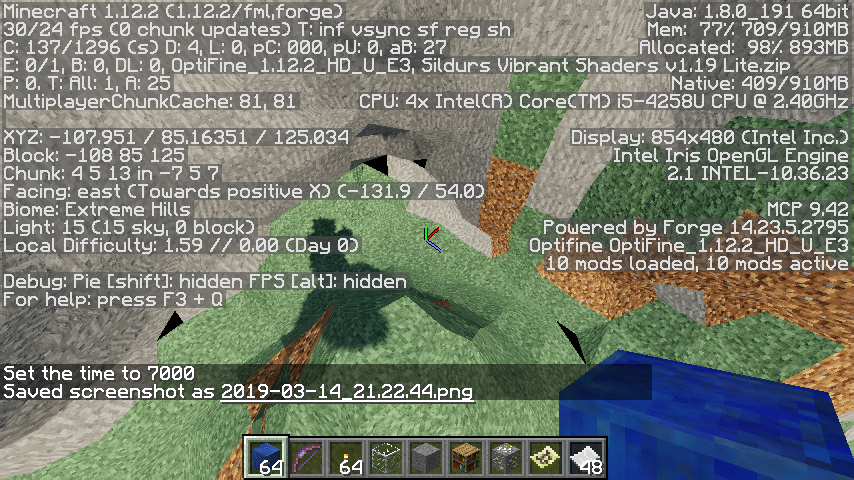 Minecraft 1.12.2 (1.12.2/fml,forge)
30/24 fps (0 chunk updates) T: inf vsync sf reg sh
C: 137/1296 (s) D: 4, L: 0, pC: 000, pU: 0, aB: 27
E: 0/1, B: 0, DL: 0, OptiFine_1.12.2_HD_U_E3, Sildurs Vibrant Shaders v1.19 Lite.zip
P: 0. T: All: 1, A: 25
MultiplayerChunkCache: 81, 81
XYZ: -107.951 / 85.16351 / 125.034
Block: -108 85 125
Chunk: 4 5 13 in -7 5 7
Facing: east (Towards positive X) (-131.9 / 54.0)
Biome: Extreme Hills
Light: 15 (15 sky, 0 block)
Local Difficulty: 1.59 // 0.00 (Day 0)
Debug: Pie [shift]: hidden FPS [alt]: hidden
For help: press F3 + Q
Java: 1.8.0_191 64bit
Mem: 77% 709/910MB
Allocated: 98% 893MB
Native: 409/910MB
CPU: 4x Intel(R) Core(TM) i5-4258U CPU @ 2.40GHz
Display: 854x480 (Intel Inc.)
Intel Iris OpenGL Engine
2.1 INTEL-10.36.23
MCP 9.42
Powered by Forge 14.23.5.2795
Optifine OptiFine_1.12.2_HD_U_E3
10 mods loaded, 10 mods active
Set the time to 7000
Saved screenshot as 2019-03-14_21.22.44.png
64
64
48